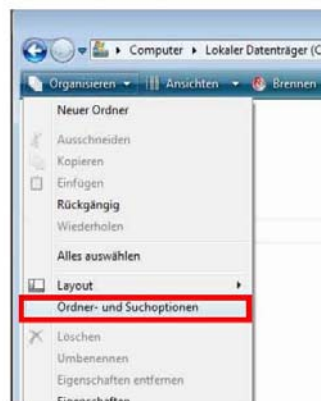 Computer Lokaler Datenträger (C
Organisieren Ansichten Brennen
Neuer Ordner
Ausschneiden
Kopieren
Einfügen
Rückgängig
Wiederholen
Alles auswählen
Layout
Ordner- und Suchoptionen
Löschen
Umbenennen
Eigenschaften entfernen
Eigenschaften